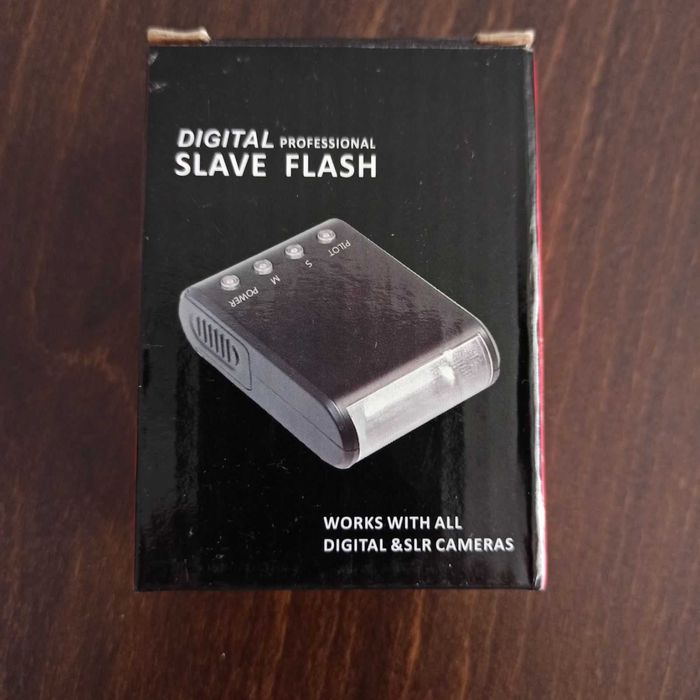 DIGITAL PROFESSIONAL
SLAVE FLASH
PILOT
S
M
POWER
WORKS WITH ALL
DIGITAL &SLR CAMERAS